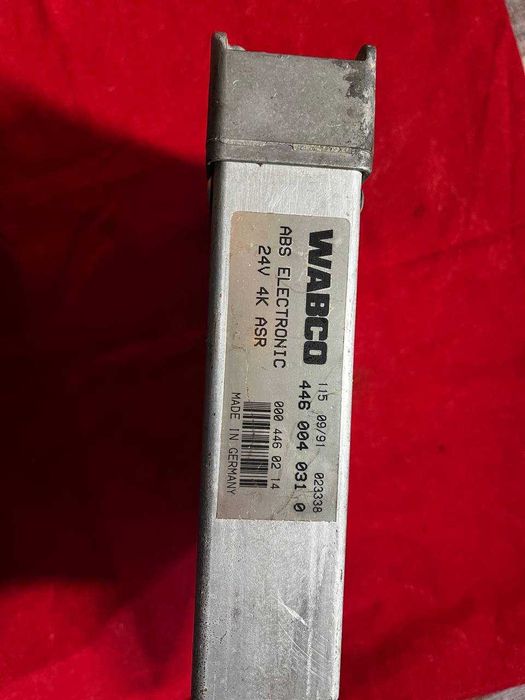 WABCO
115 09/91 023338
446 004 031 0
ABS ELECTRONIC
24V 4K ASR
000 446 02 14
MADE IN GERMANY